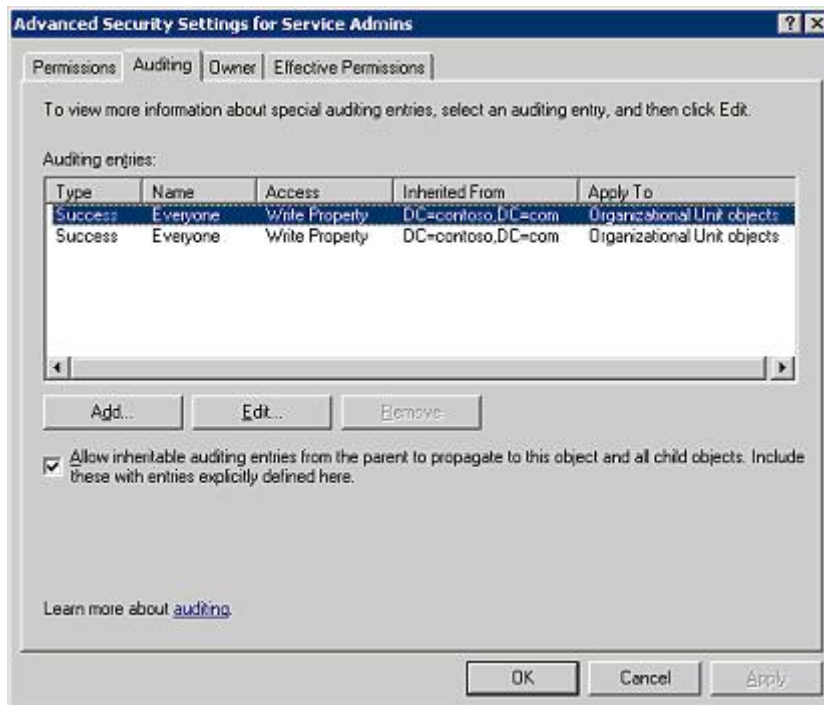 Advanced Security Settings for Service Admins
Permissions Auditing Owner Effective Permissions
To view more information about special auditing entries, select an auditing entry, and then click Edit.
Auditing entries:
Type Name Access Inherited From Apply To
Success Everyone Write Property DC=contoso,DC=com Organizational Unit objects
Success Everyone Write Property DC=contoso,DC=com Organizational Unit objects
Add... Edit... Remove
Allow inheritable auditing entries from the parent to propagate to this object and all child objects. Include
these with entries explicitly defined here.
Learn more about auditing.
OK Cancel Apply